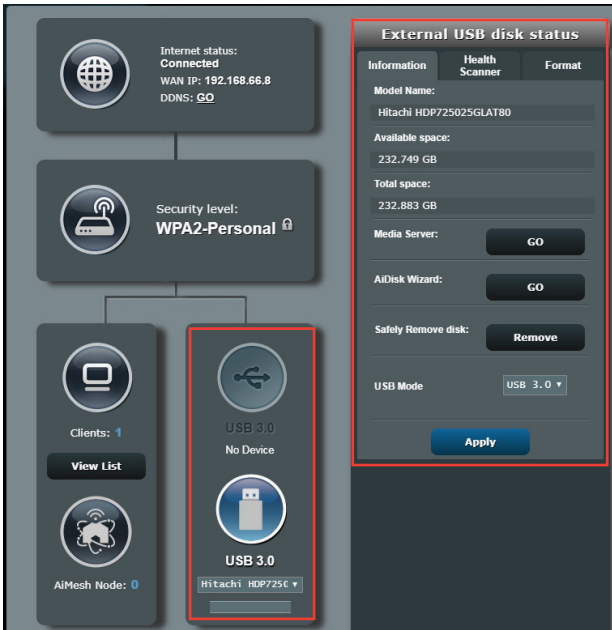 Internet status:
Connected
WAN IP: 192.168.66.8
DDNS: GO
Security level:
WPA2-Personal
Clients: 1
View List
AiMesh Node: 0
USB 3.0
No Device
USB 3.0
Hitachi HDP725C
External USB disk status
Information
Health Scanner
Format
Model Name:
Hitachi HDP725025GLAT80
Available space:
232.749 GB
Total space:
232.883 GB
Media Server:
GO
AiDisk Wizard:
GO
Safely Remove disk:
Remove
USB Mode
USB 3.0
Apply